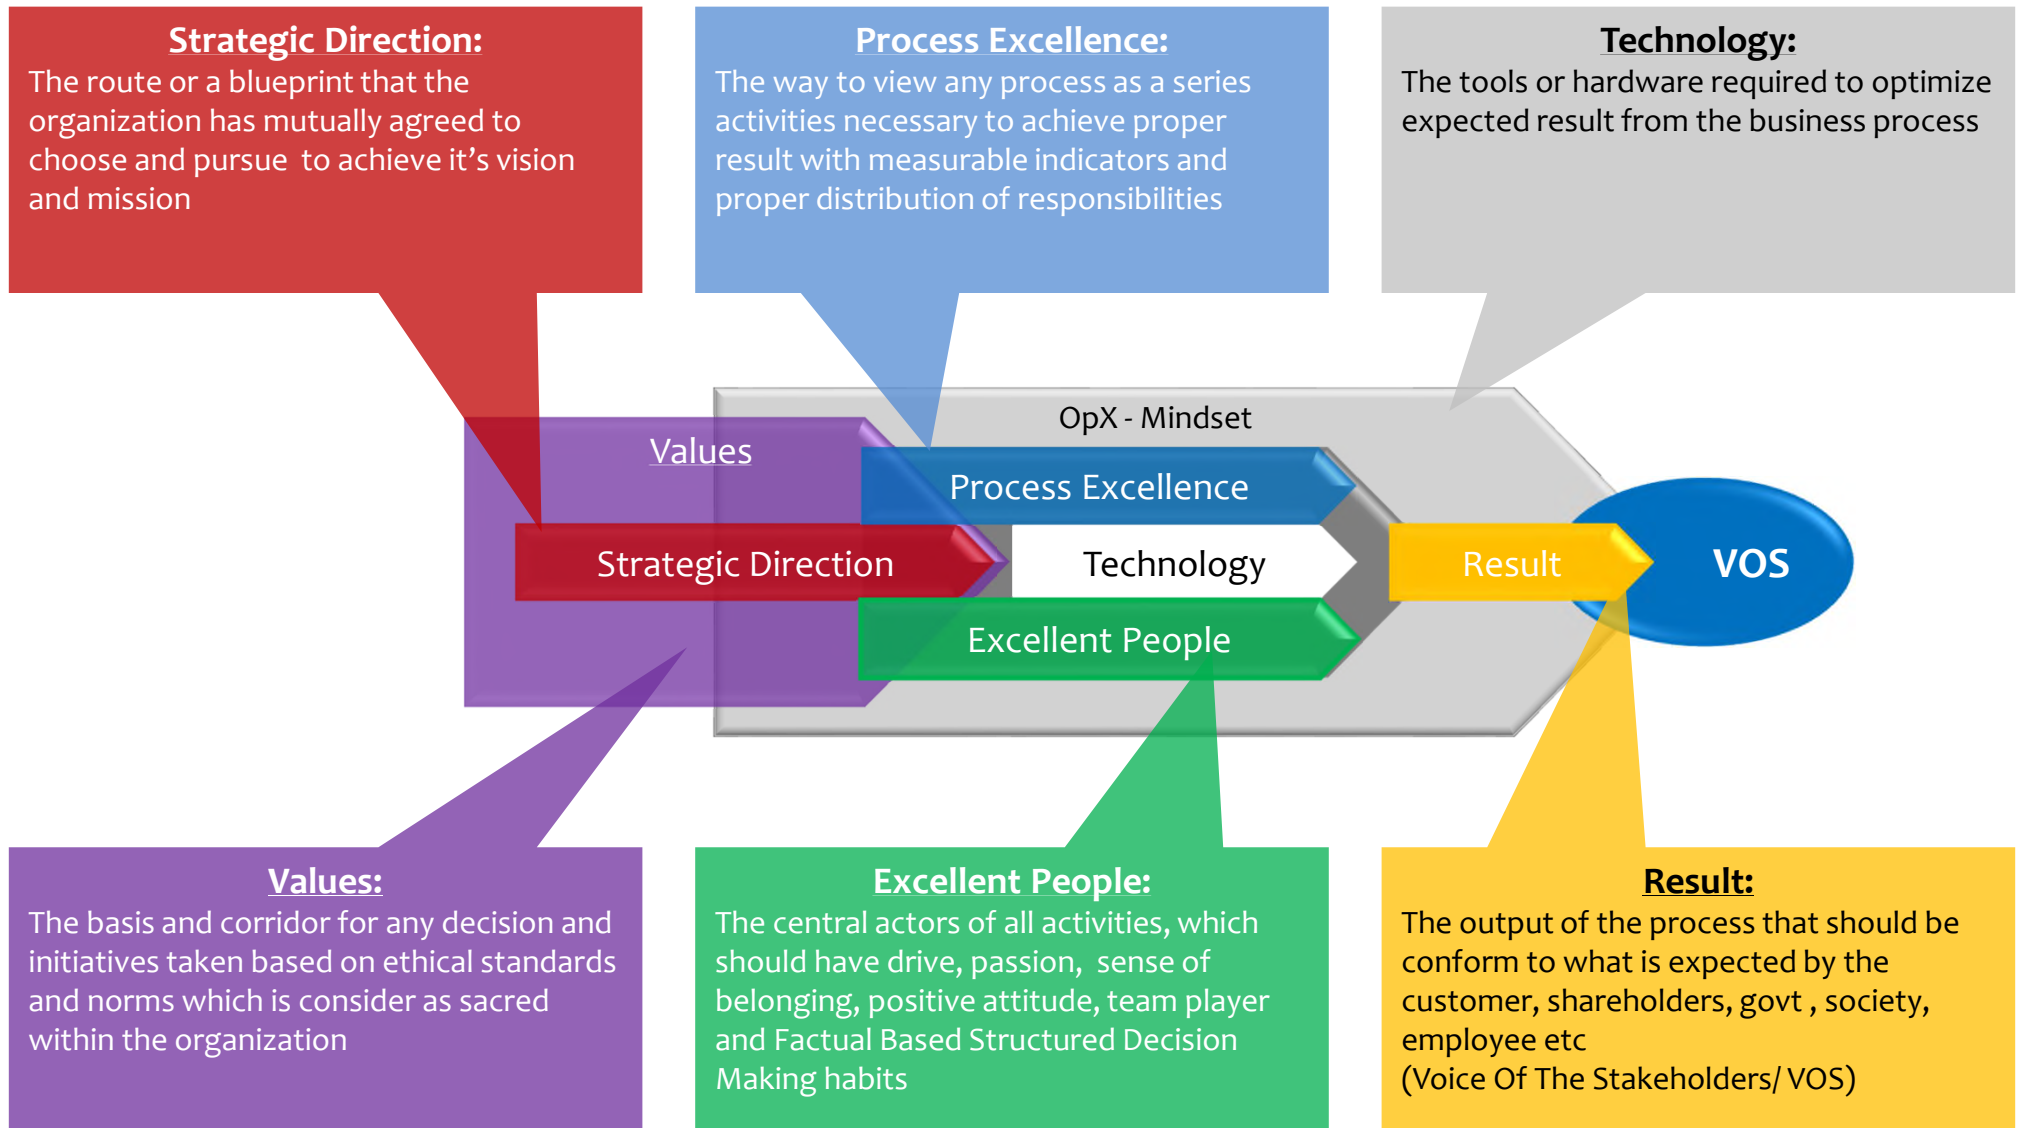 Strategic Direction:
The route or a blueprint that the
organization has mutually agreed to
choose and pursue  to achieve it’s vision
and mission
Process Excellence:
The way to view any process as a series
activities necessary to achieve proper
result with measurable indicators and
proper distribution of responsibilities
Technology:
The tools or hardware required to optimize
expected result from the business process
OpX - Mindset
Values
Process Excellence
Strategic Direction
Technology
Result
VOS
Excellent People
Values:
The basis and corridor for any decision and
initiatives taken based on ethical standards
and norms which is consider as sacred
within the organization
Excellent People:
The central actors of all activities, which
should have drive, passion,  sense of
belonging, positive attitude, team player
and Factual Based Structured Decision
Making habits
Result:
The output of the process that should be
conform to what is expected by the
customer, shareholders, govt , society,
employee etc
(Voice Of The Stakeholders/ VOS)